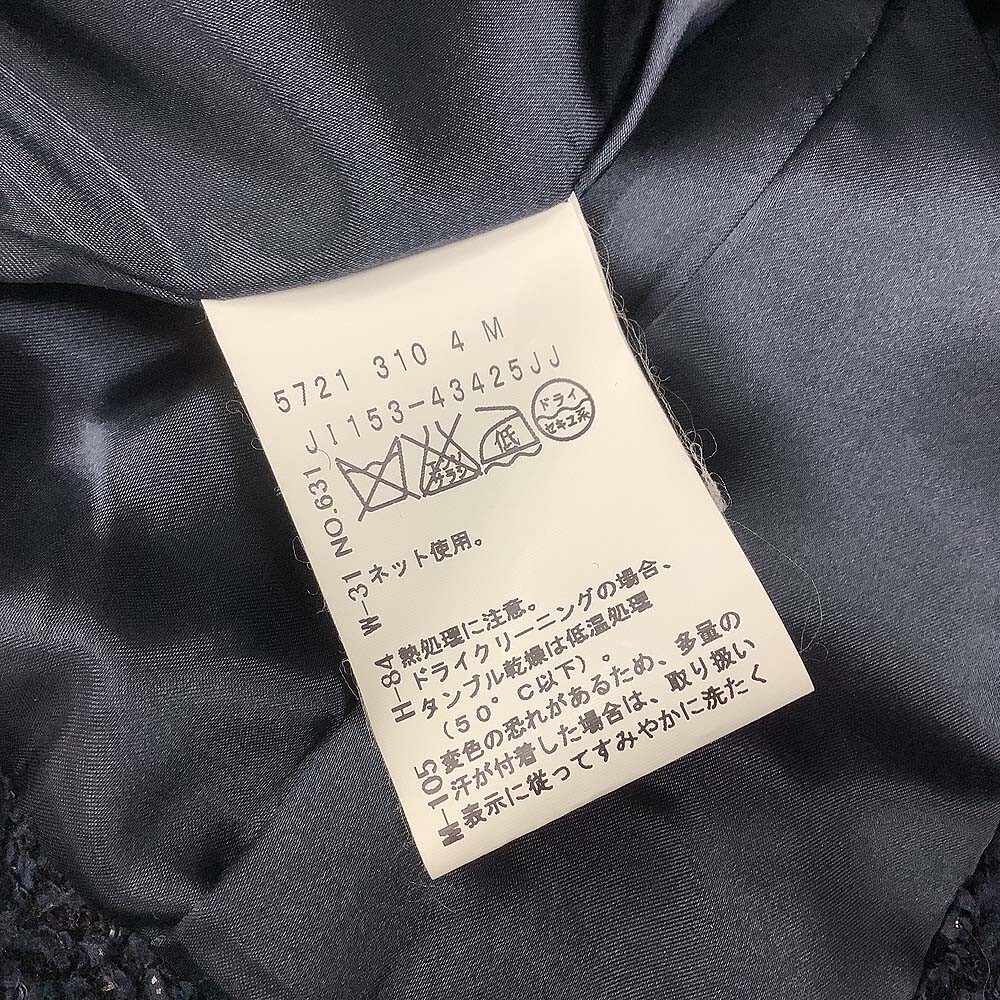 5721 310 4 M
JI153-43425JJ
NO.631
エンソ
サラシ
低
ドライ
セキユ系
W-31 ネット使用。
H-84 熱処理に注意。
ドライクリーニングの場合、
タンブル乾燥は低温処理
(50°C以下)。
M-105 変色の恐れがあるため、多量の
汗が付着した場合は、取り扱い
表示に従ってすみやかに洗たく